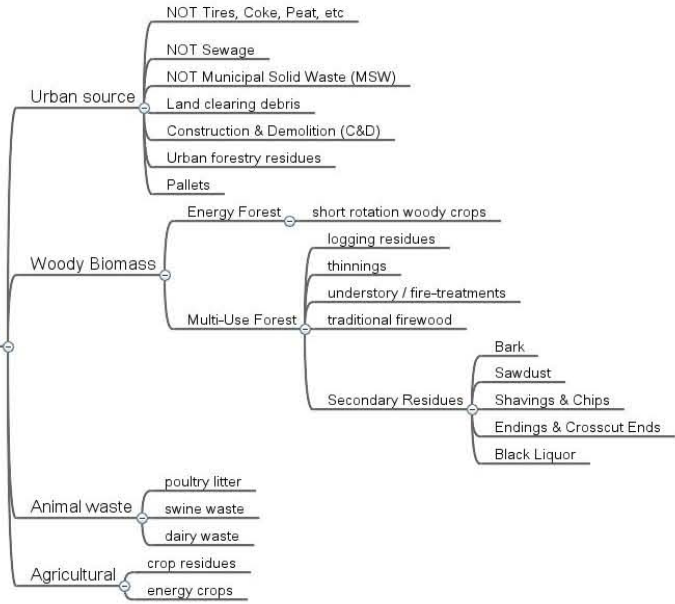 NOT Tires, Coke, Peat, etc
NOT Sewage
NOT Municipal Solid Waste (MSW)
Urban source
Land clearing debris
Construction & Demolition (C&D)
Urban forestry residues
Pallets
Energy Forest
short rotation woody crops
logging residues
Woody Biomass
thinnings
understory / fire-treatments
Multi-Use Forest
traditional firewood
Bark
Sawdust
Secondary Residues
Shavings & Chips
Endings & Crosscut Ends
Black Liquor
poultry litter
Animal waste
swine waste
dairy waste
crop residues
Agricultural
energy crops